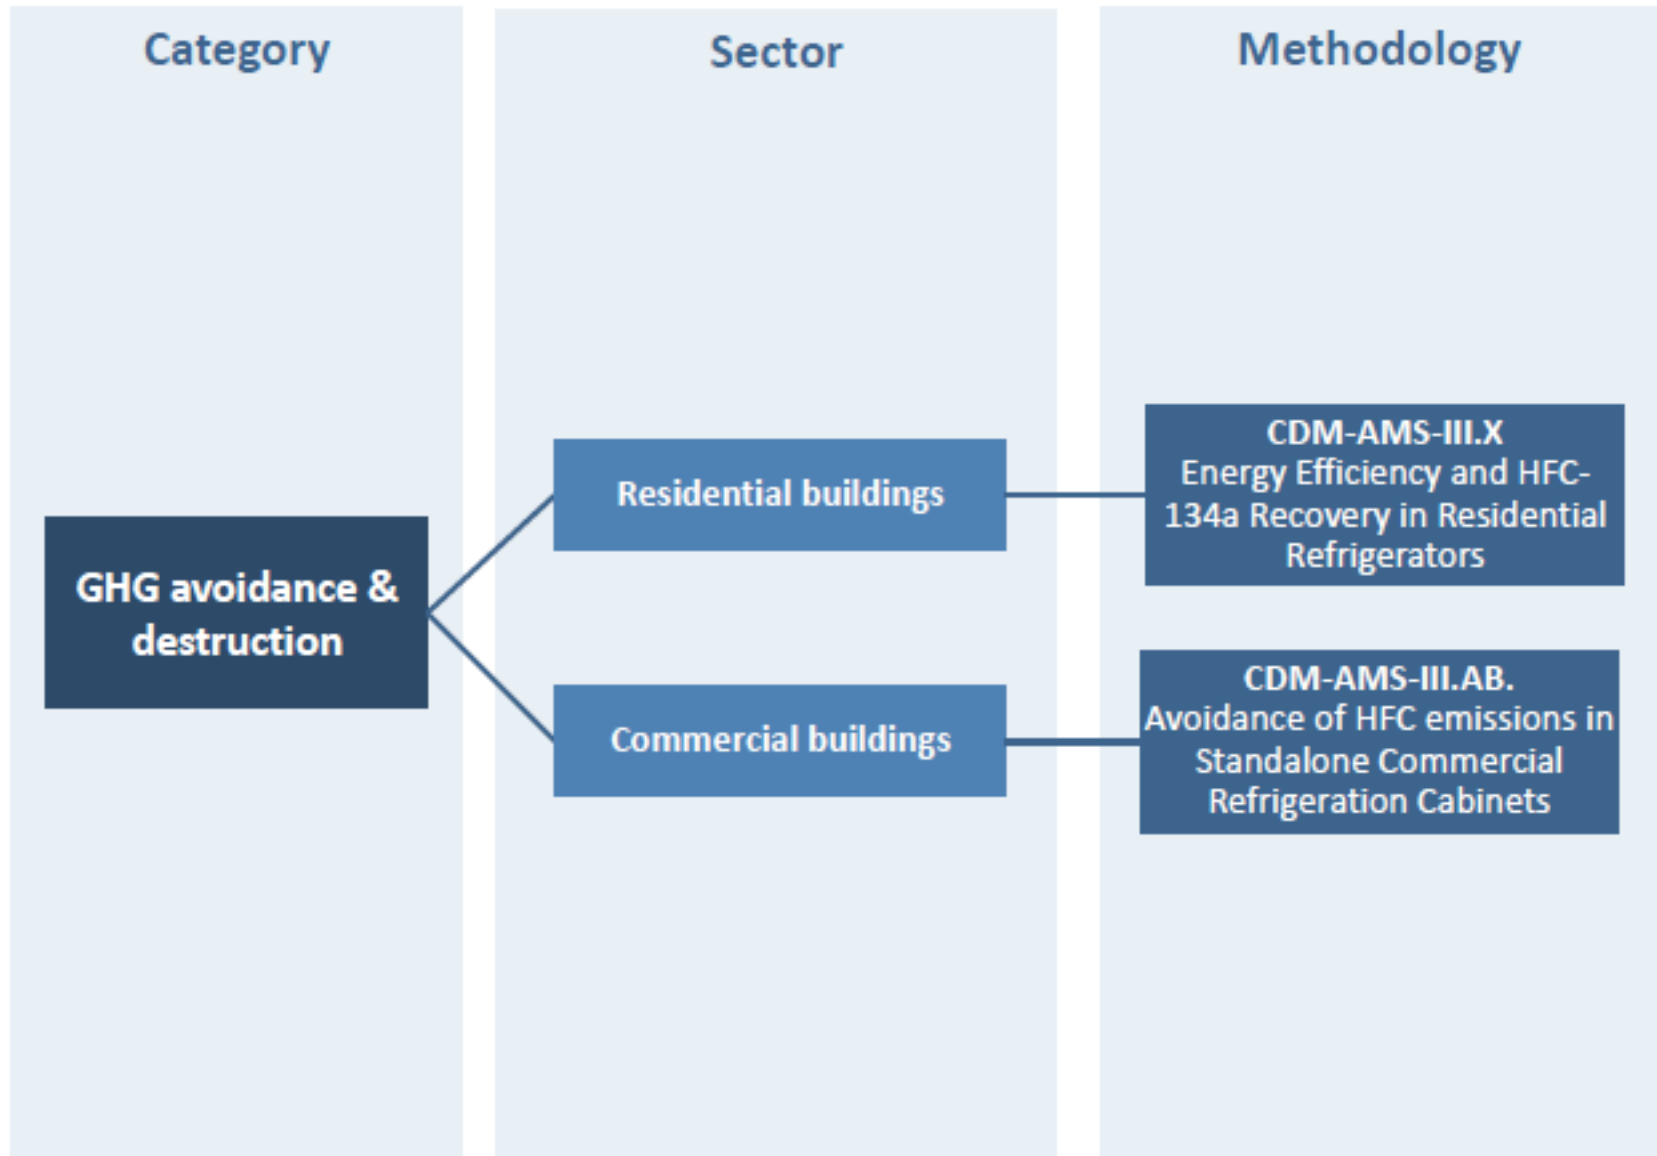 Category
Sector
Methodology
GHG avoidance &
destruction
Residential buildings
Commercial buildings
CDM-AMS-III.X
Energy Efficiency and HFC-
134a Recovery in Residential
Refrigerators
CDM-AMS-III.AB.
Avoidance of HFC emissions in
Standalone Commercial
Refrigeration Cabinets